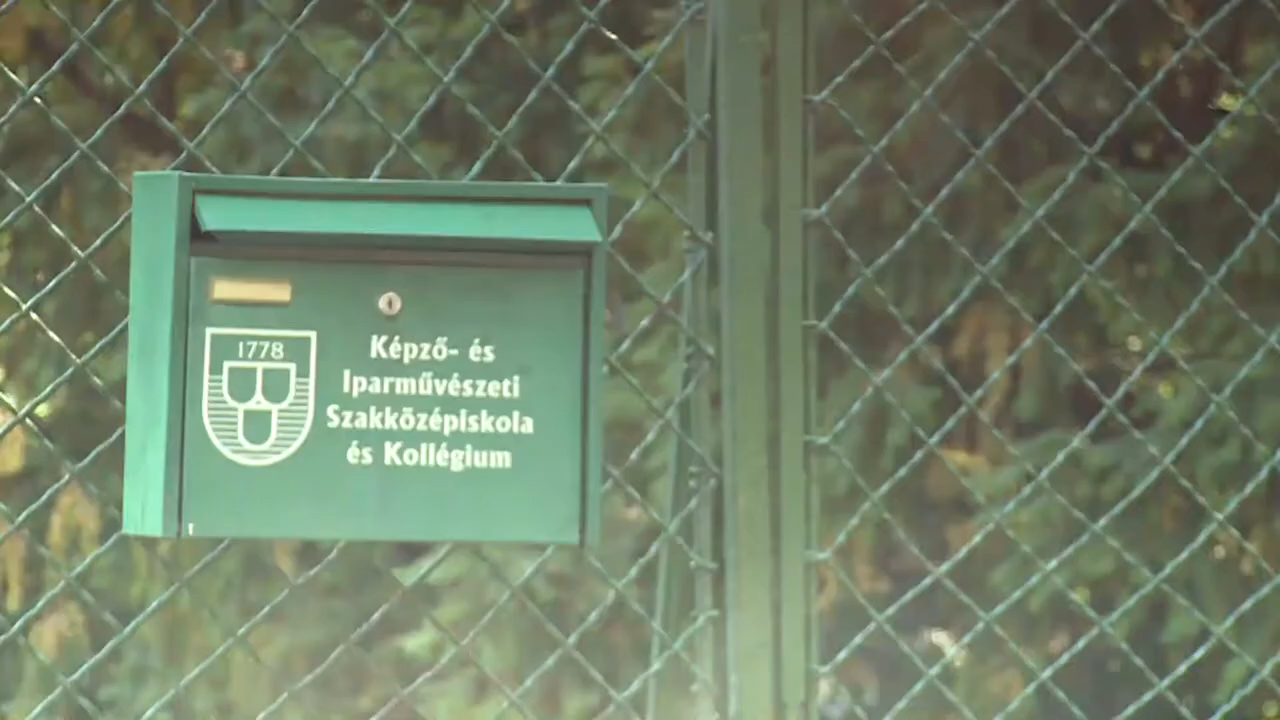 1778
Képző- és
Iparművészeti
Szakközépiskola
és Kollégium